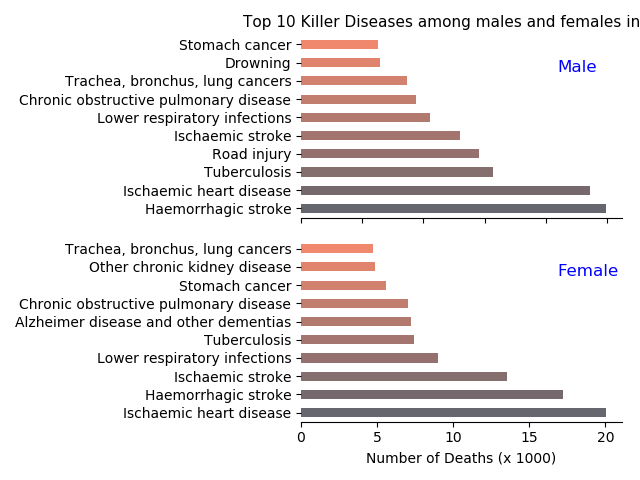 Top 10 Killer Diseases among males and females in
Stomach cancer
Drowning
Male
Trachea, bronchus, lung cancers
Chronic obstructive pulmonary disease
Lower respiratory infections
Ischaemic stroke
Road injury
Tuberculosis
Ischaemic heart disease
Haemorrhagic stroke
Trachea, bronchus, lung cancers
Other chronic kidney disease
Female
Stomach cancer
Chronic obstructive pulmonary disease
Alzheimer disease and other dementias
Tuberculosis
Lower respiratory infections
Ischaemic stroke
Haemorrhagic stroke
Ischaemic heart disease
0 5 10 15 20
Number of Deaths (x 1000)